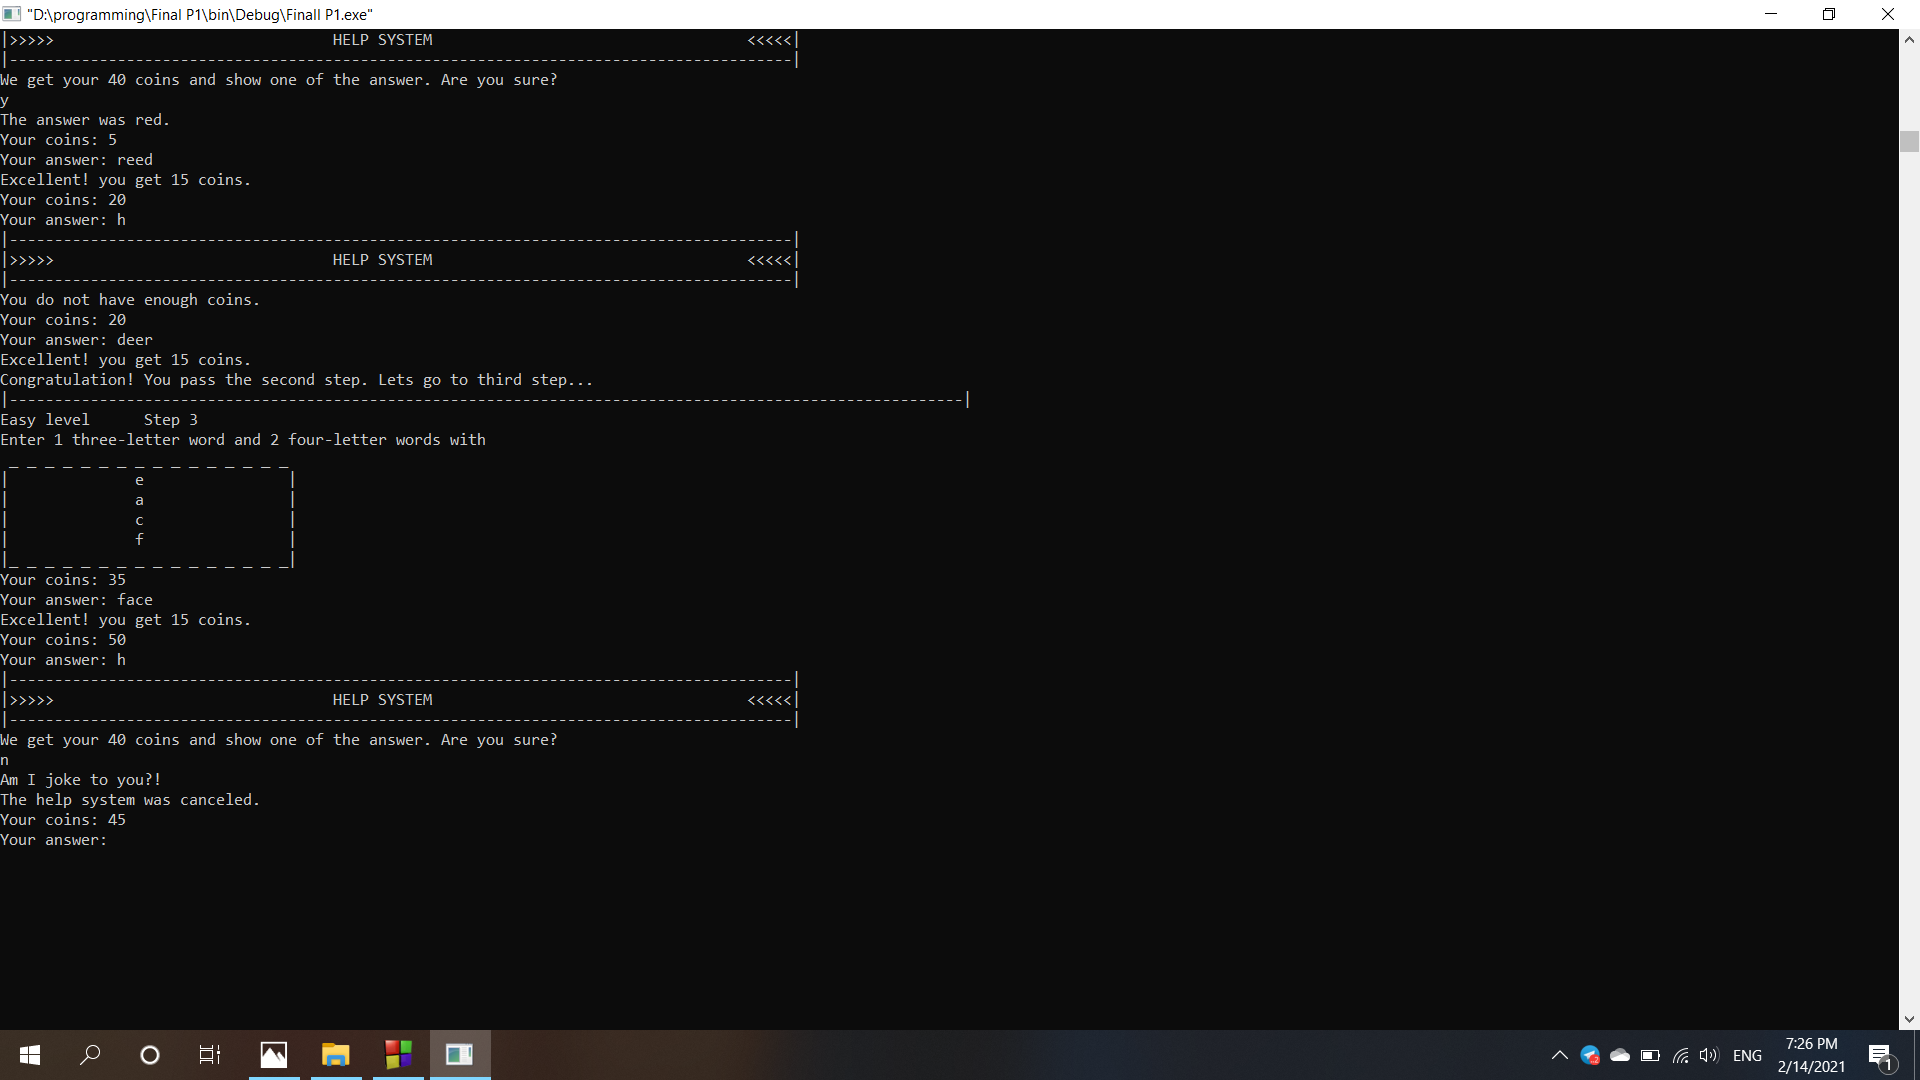 "D:\programming\Final P1\bin\Debug\Finall P1.exe"
|>>>>> HELP SYSTEM <<<<<|
|---------------------------------------------------------------------------------------|
We get your 40 coins and show one of the answer. Are you sure?
y
The answer was red.
Your coins: 5
Your answer: reed
Excellent! you get 15 coins.
Your coins: 20
Your answer: h
|---------------------------------------------------------------------------------------|
|>>>>> HELP SYSTEM <<<<<|
|---------------------------------------------------------------------------------------|
You do not have enough coins.
Your coins: 20
Your answer: deer
Excellent! you get 15 coins.
Congratulation! You pass the second step. Lets go to third step...
|----------------------------------------------------------------------------------------------------------|
Easy level Step 3
Enter 1 three-letter word and 2 four-letter words with
_ _ _ _ _ _ _ _ _ _ _ _ _ _ _ _
| e |
| a |
| c |
| f |
|_ _ _ _ _ _ _ _ _ _ _ _ _ _ _ _|
Your coins: 35
Your answer: face
Excellent! you get 15 coins.
Your coins: 50
Your answer: h
|---------------------------------------------------------------------------------------|
|>>>>> HELP SYSTEM <<<<<|
|---------------------------------------------------------------------------------------|
We get your 40 coins and show one of the answer. Are you sure?
n
Am I joke to you?!
The help system was canceled.
Your coins: 45
Your answer:
ENG
7:26 PM
2/14/2021
1